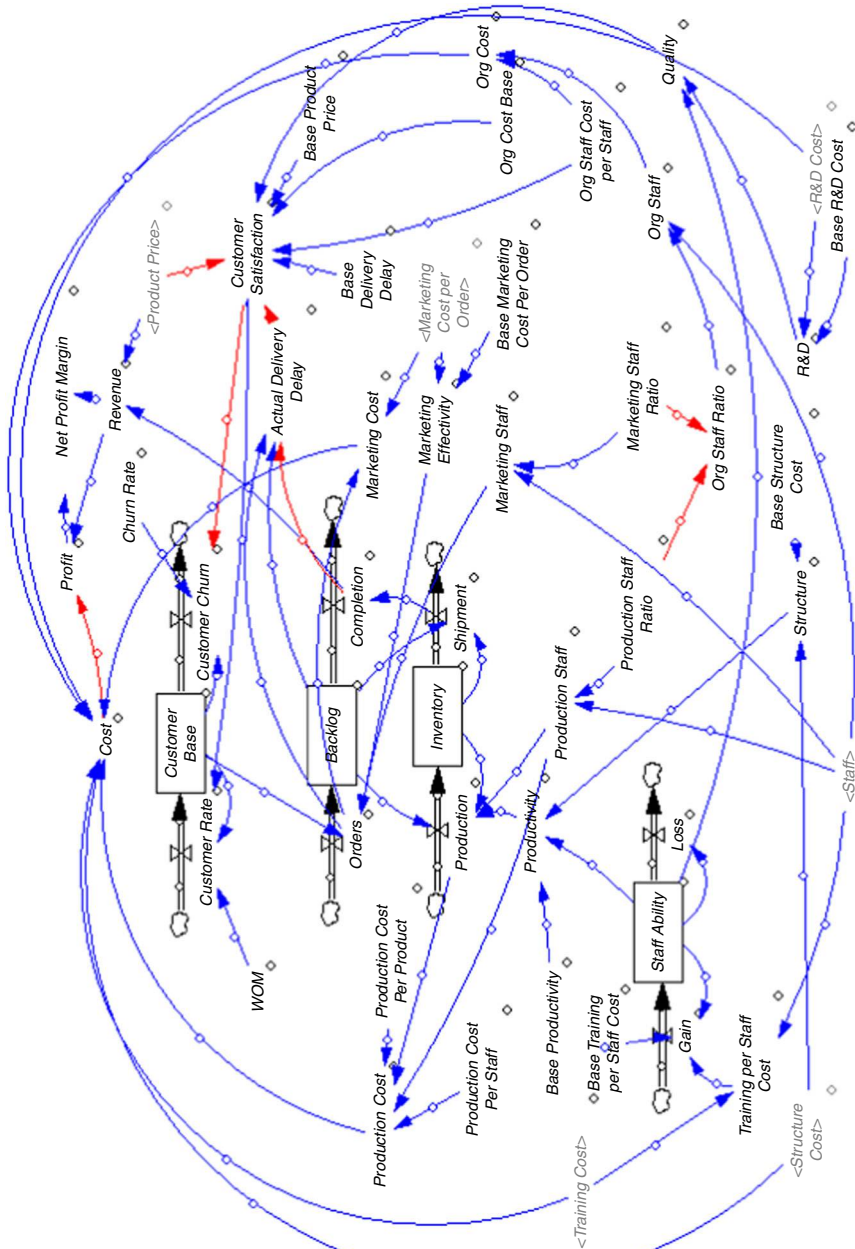 Cost
Profit
Net Profit Margin
Revenue
<Product Price>
Churn Rate
Customer
Base
Customer Churn
Customer Rate
WOM
Customer
Satisfaction
Base Product
Price
Org Cost
Org Cost Base
Org Staff Cost
per Staff
Quality
Base
Delivery
Delay
Actual Delivery
Delay
Backlog
Orders
Completion
Marketing Cost
<Marketing
Cost per
Order>
Base Marketing
Cost Per Order
Marketing
Effectivity
Marketing Staff
Inventory
Production
Shipment
Production Cost
Production Cost
Per Product
Production Cost
Per Staff
Production Staff
Productivity
Base Productivity
Production Staff
Ratio
Marketing Staff
Ratio
Org Staff Ratio
Org Staff
Base Training
per Staff Cost
Staff Ability
Gain
Loss
Training per Staff
Cost
<Training Cost>
<Structure
Cost>
Structure
Base Structure
Cost
R&D
<R&D Cost>
Base R&D Cost
<Staff>